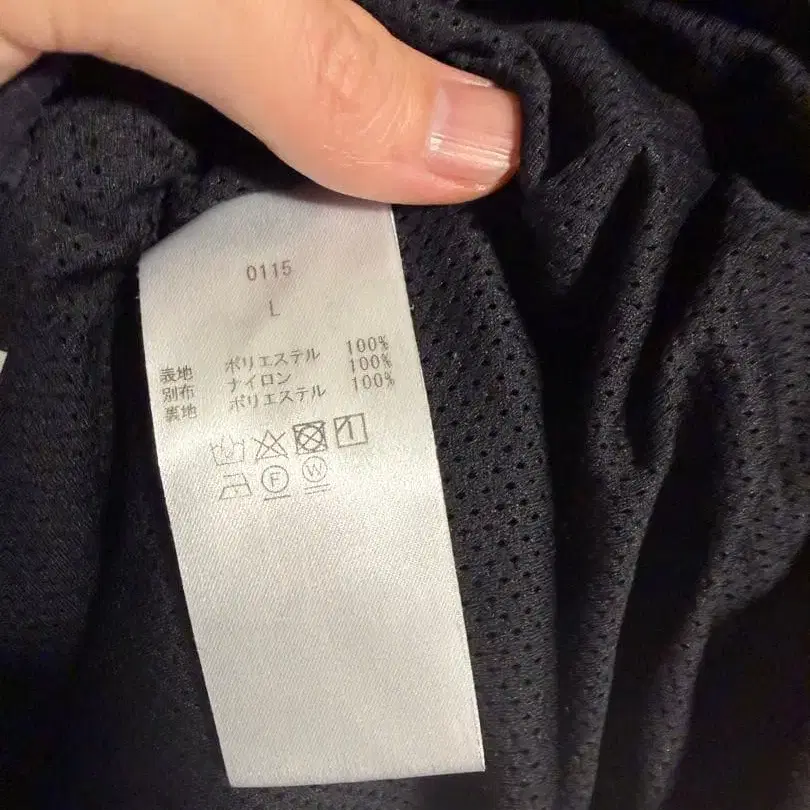 0115
L
表地 ポリエステル 100%
別布 ナイロン 100%
裏地 ポリエステル 100%
F W